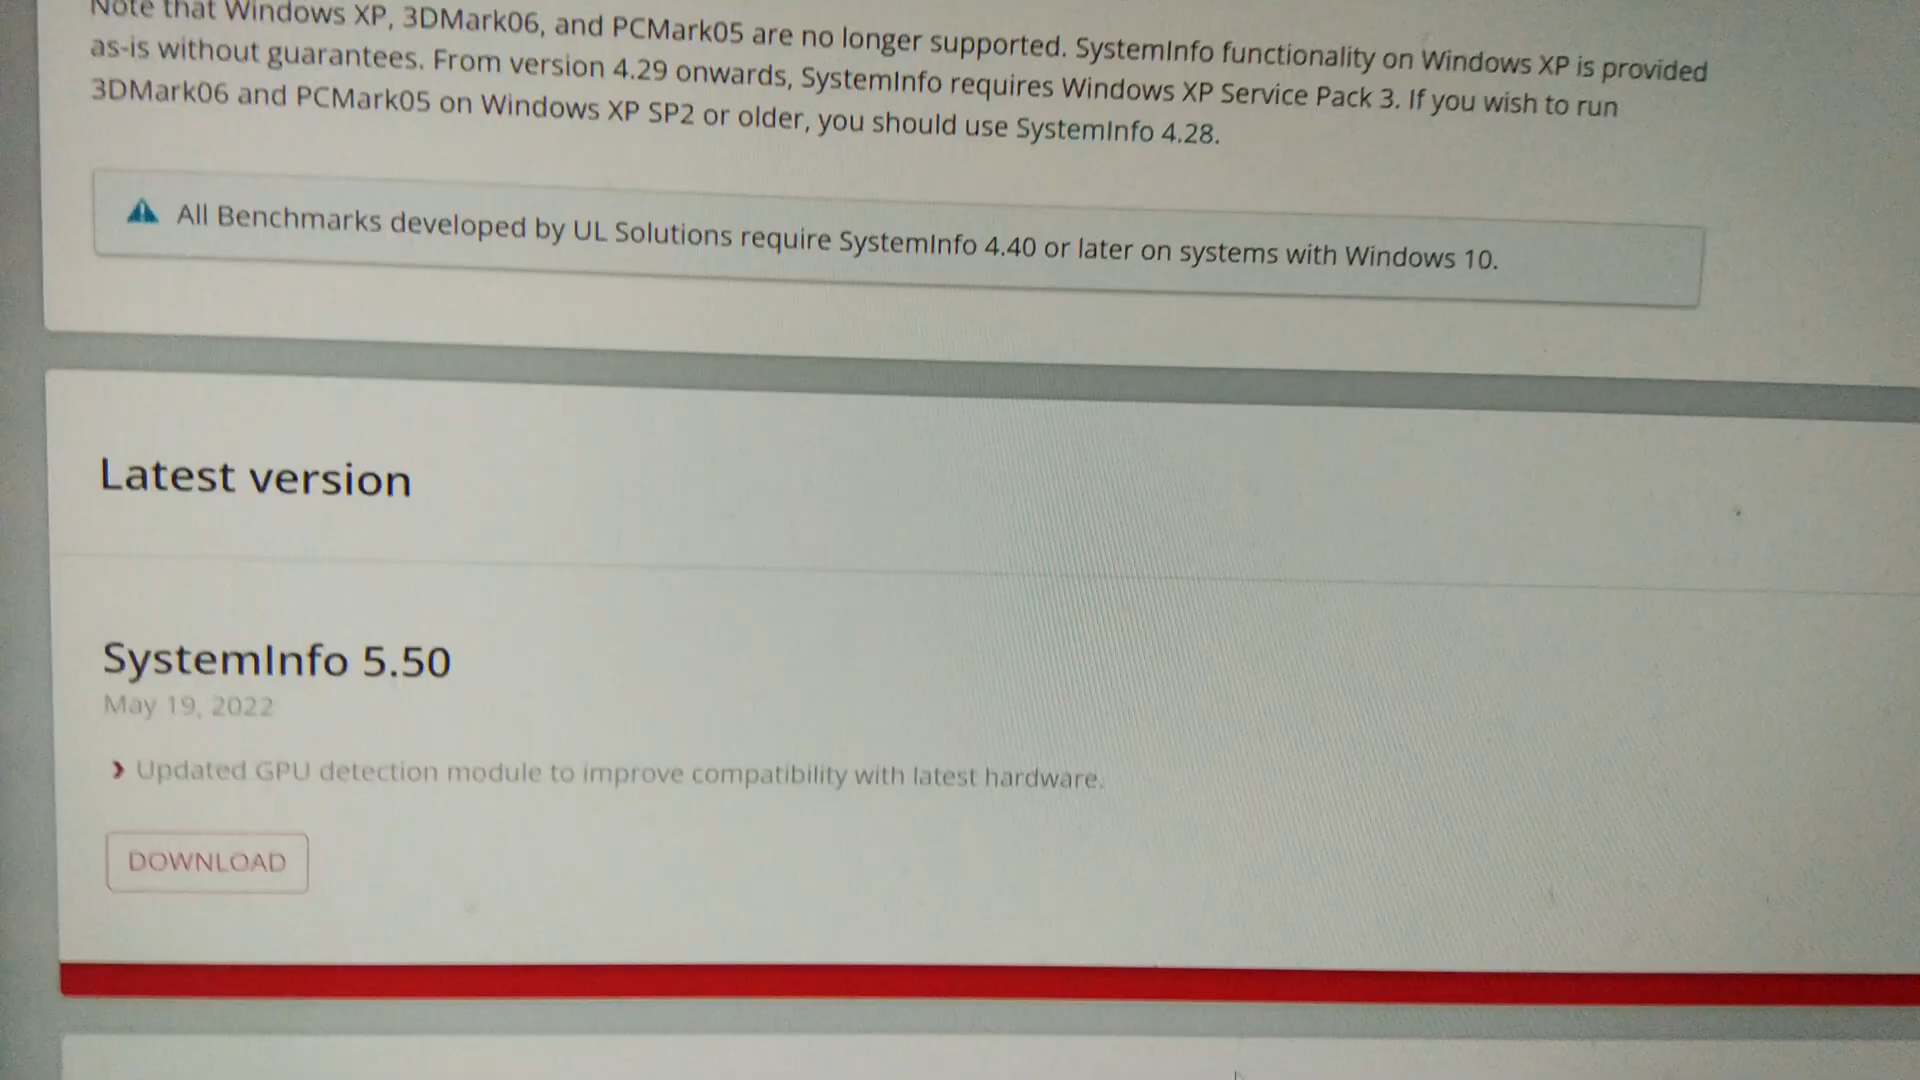 Note that Windows XP, 3DMark06, and PCMark05 are no longer supported. SystemInfo functionality on Windows XP is provided
as-is without guarantees. From version 4.29 onwards, SystemInfo requires Windows XP Service Pack 3. If you wish to run
3DMark06 and PCMark05 on Windows XP SP2 or older, you should use SystemInfo 4.28.
All Benchmarks developed by UL Solutions require SystemInfo 4.40 or later on systems with Windows 10.
Latest version
SystemInfo 5.50
May 19, 2022
Updated GPU detection module to improve compatibility with latest hardware.
DOWNLOAD